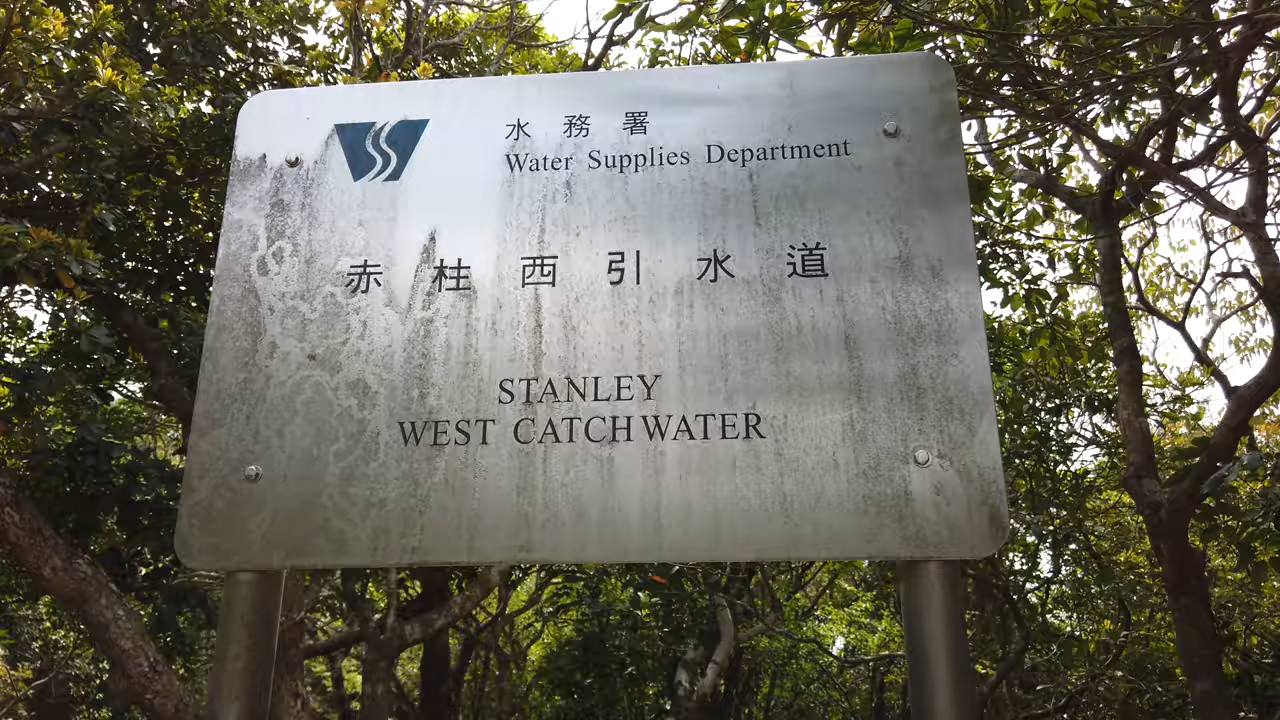 水務署
Water Supplies Department
赤柱西引水道
STANLEY
WEST CATCHWATER